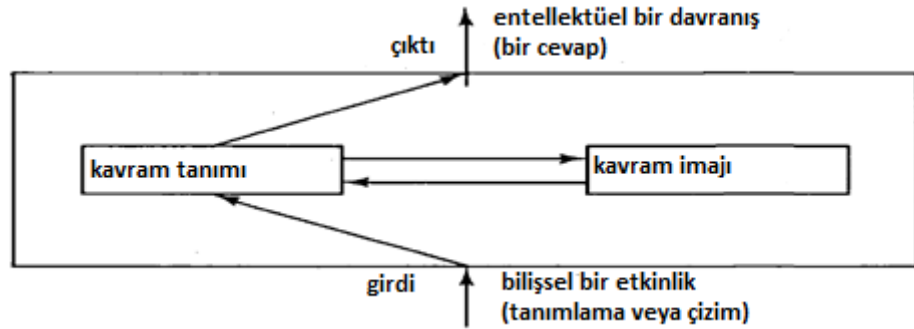 entellektüel bir davranış
(bir cevap)
çıktı
kavram tanımı
kavram imajı
girdi
bilişsel bir etkinlik
(tanımlama veya çizim)